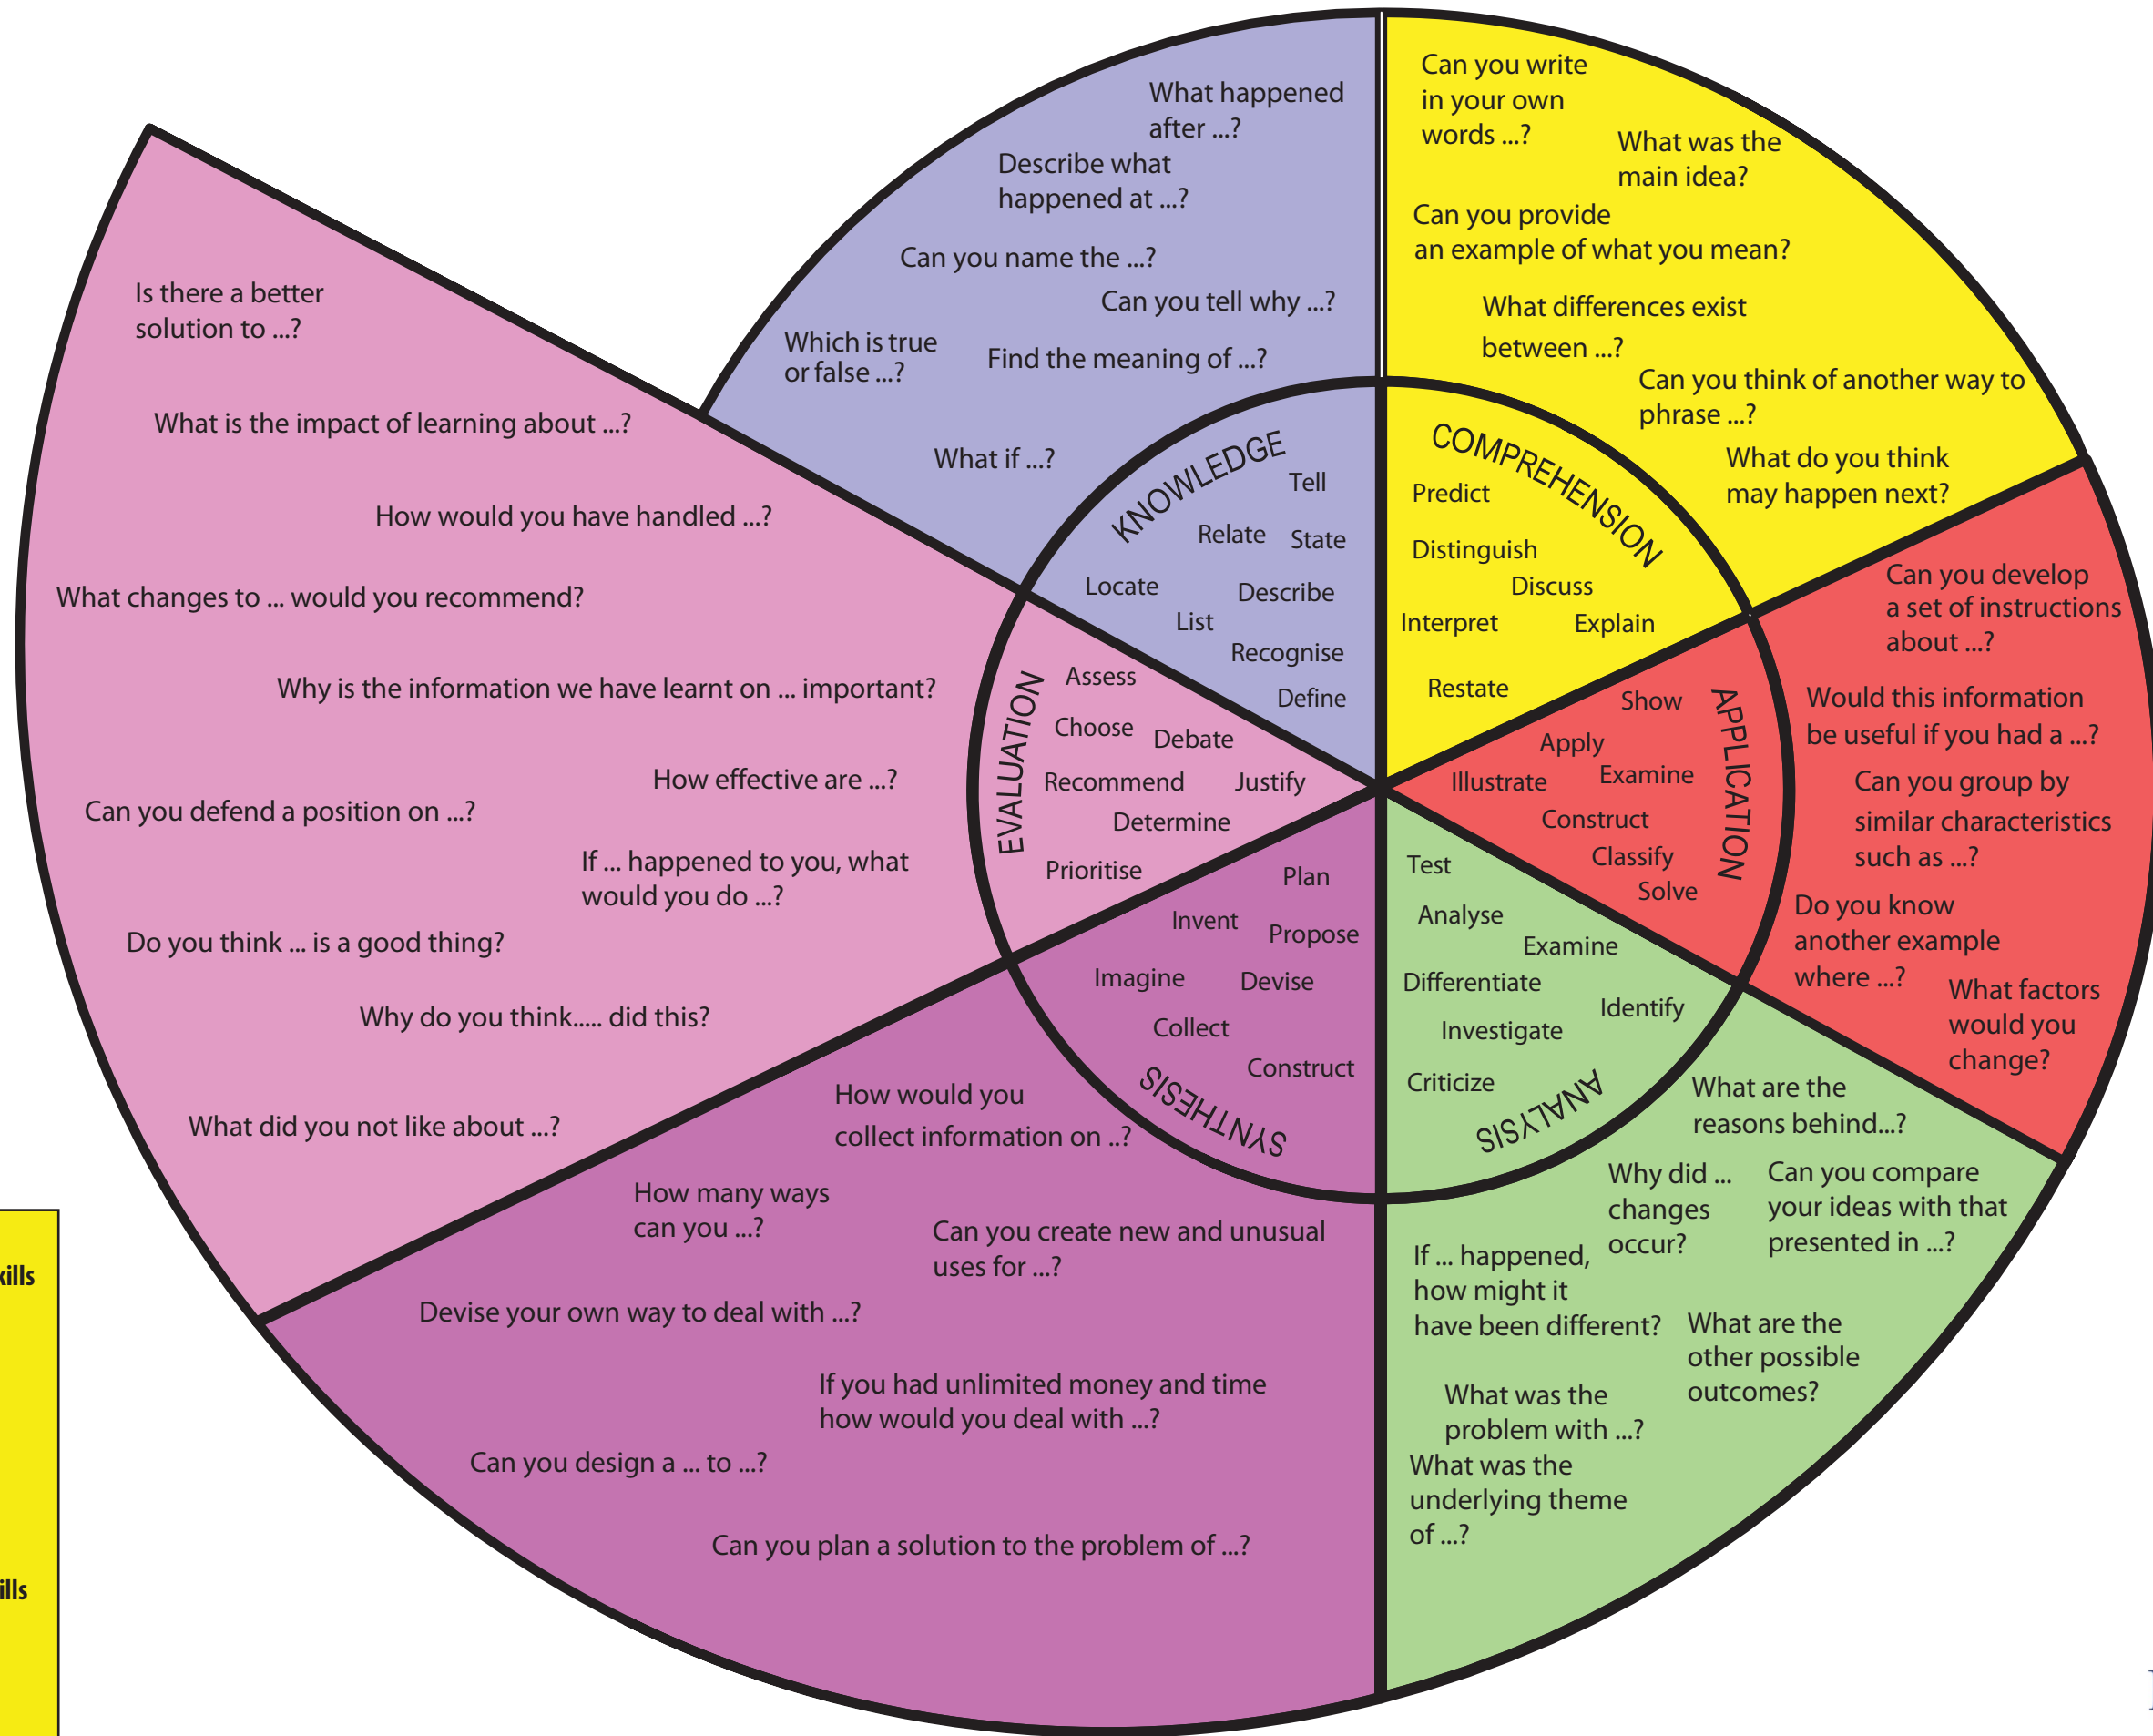 What happened
after ...?
Describe what
happened at ...?
Can you name the ...?
Can you tell why ...?
Which is true
or false ...?
Find the meaning of ...?
What if ...?
KNOWLEDGE
Tell
Relate
State
Locate
Describe
List
Recognise
Define
Can you write
in your own
words ...?
What was the
main idea?
Can you provide
an example of what you mean?
What differences exist
between ...?
Can you think of another way to
phrase ...?
What do you think
may happen next?
COMPREHENSION
Predict
Distinguish
Discuss
Interpret
Explain
Restate
Can you develop
a set of instructions
about ...?
Would this information
be useful if you had a ...?
Can you group by
similar characteristics
such as ...?
Do you know
another example
where ...?
What factors
would you
change?
APPLICATION
Show
Apply
Illustrate
Examine
Construct
Classify
Solve
Test
Analyse
Examine
Differentiate
Identify
Investigate
Criticize
ANALYSIS
What are the
reasons behind...?
Why did ...
changes
occur?
Can you compare
your ideas with that
presented in ...?
If ... happened,
how might it
have been different?
What are the
other possible
outcomes?
What was the
problem with ...?
What was the
underlying theme
of ...?
Plan
Invent
Propose
Imagine
Devise
Collect
Construct
SYNTHESIS
How would you
collect information on ..?
How many ways
can you ...?
Can you create new and unusual
uses for ...?
Devise your own way to deal with ...?
If you had unlimited money and time
how would you deal with ...?
Can you design a ... to ...?
Can you plan a solution to the problem of ...?
EVALUATION
Assess
Choose
Debate
Recommend
Justify
Determine
Prioritise
Is there a better
solution to ...?
What is the impact of learning about ...?
How would you have handled ...?
What changes to ... would you recommend?
Why is the information we have learnt on ... important?
How effective are ...?
Can you defend a position on ...?
If ... happened to you, what
would you do ...?
Do you think ... is a good thing?
Why do you think..... did this?
What did you not like about ...?